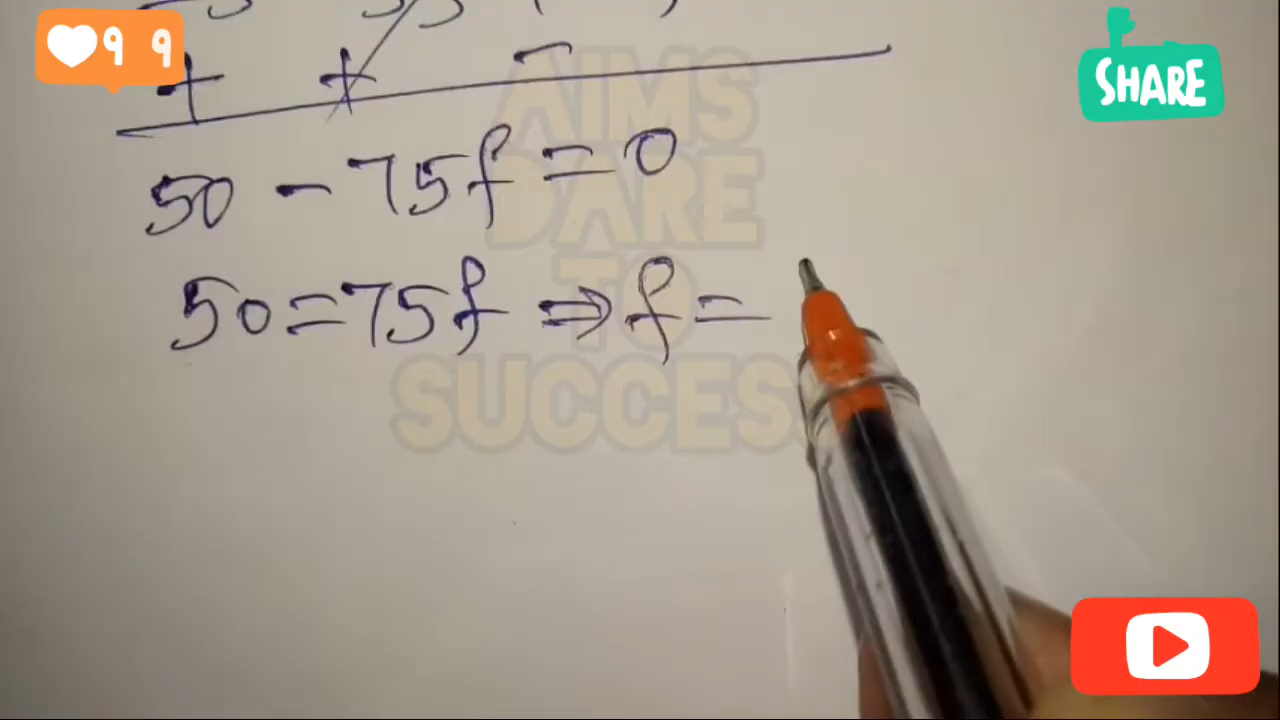 99
SHARE
+ + -
50 - 75f = 0
50 = 75f ⇒ f =
AIMS
DARE
TO
SUCCESS